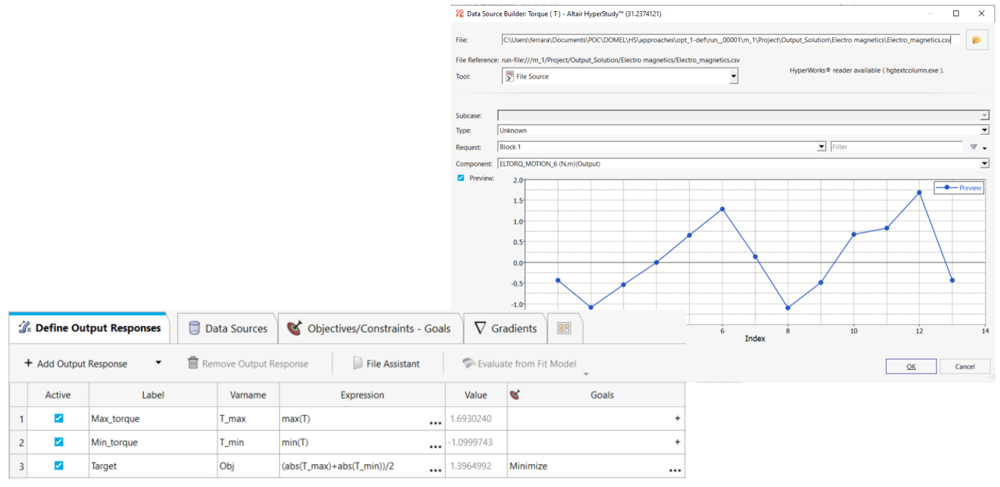 Data Source Builder: Torque ( T ) - Altair HyperStudy™ (31.2374121)
File: C:\Users\ferrara\Documents\POC\DOMEL\HS\approaches\opt_1-def\run__00001\m_1\Project\Output_Solution\Electro magnetics\Electro_magnetics.csv
File Reference: run-file:///m_1/Project/Output_Solution/Electro magnetics/Electro_magnetics.csv
Tool: File Source HyperWorks® reader available ( hgtextcolumn.exe ).
Subcase:
Type: Unknown
Request: Block 1 Filter
Component: ELTORQ_MOTION_6 (N.m)(Output)
Preview:
2.0
Preview
1.5
1.0
0.5
0.0
-0.5
-1.0
6 8 10 12 14
Index
OK Cancel
Define Output Responses Data Sources Objectives/Constraints - Goals Gradients
Add Output Response Remove Output Response File Assistant Evaluate from Fit Model
Active Label Varname Expression Value Goals
1 Max_torque T_max max(T) ... 1.6930240 +
2 Min_torque T_min min(T) ... -1.0999743 +
3 Target Obj (abs(T_max)+abs(T_min))/2 ... 1.3964992 Minimize ...